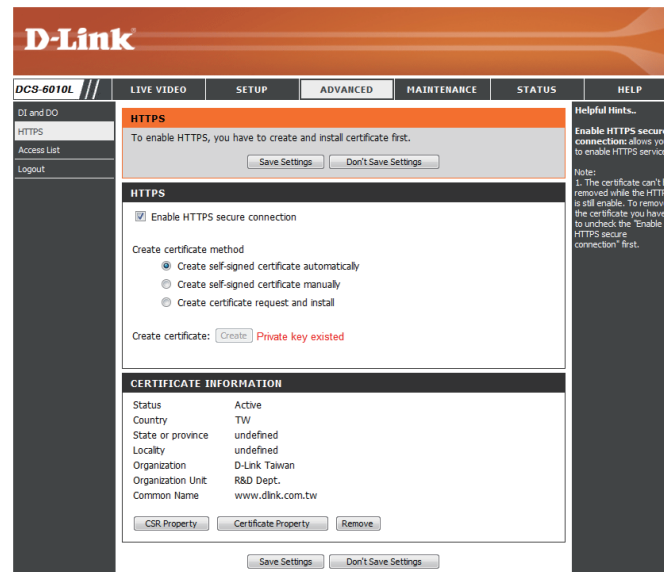 D-Link
DCS-6010L // LIVE VIDEO SETUP ADVANCED MAINTENANCE STATUS HELP
DI and DO
HTTPS
Access List
Logout
HTTPS
To enable HTTPS, you have to create and install certificate first.
Save Settings Don't Save Settings
HTTPS
Enable HTTPS secure connection
Create certificate method
Create self-signed certificate automatically
Create self-signed certificate manually
Create certificate request and install
Create certificate: Create Private key existed
CERTIFICATE INFORMATION
Status Active
Country TW
State or province undefined
Locality undefined
Organization D-Link Taiwan
Organization Unit R&D Dept.
Common Name www.dlink.com.tw
CSR Property Certificate Property Remove
Save Settings Don't Save Settings
Helpful Hints..
Enable HTTPS secure
connection: allows yo
to enable HTTPS service
Note:
1. The certificate can't
removed while the HTT
is still enable. To remov
the certificate you have
to uncheck the "Enable
HTTPS secure
connection" first.